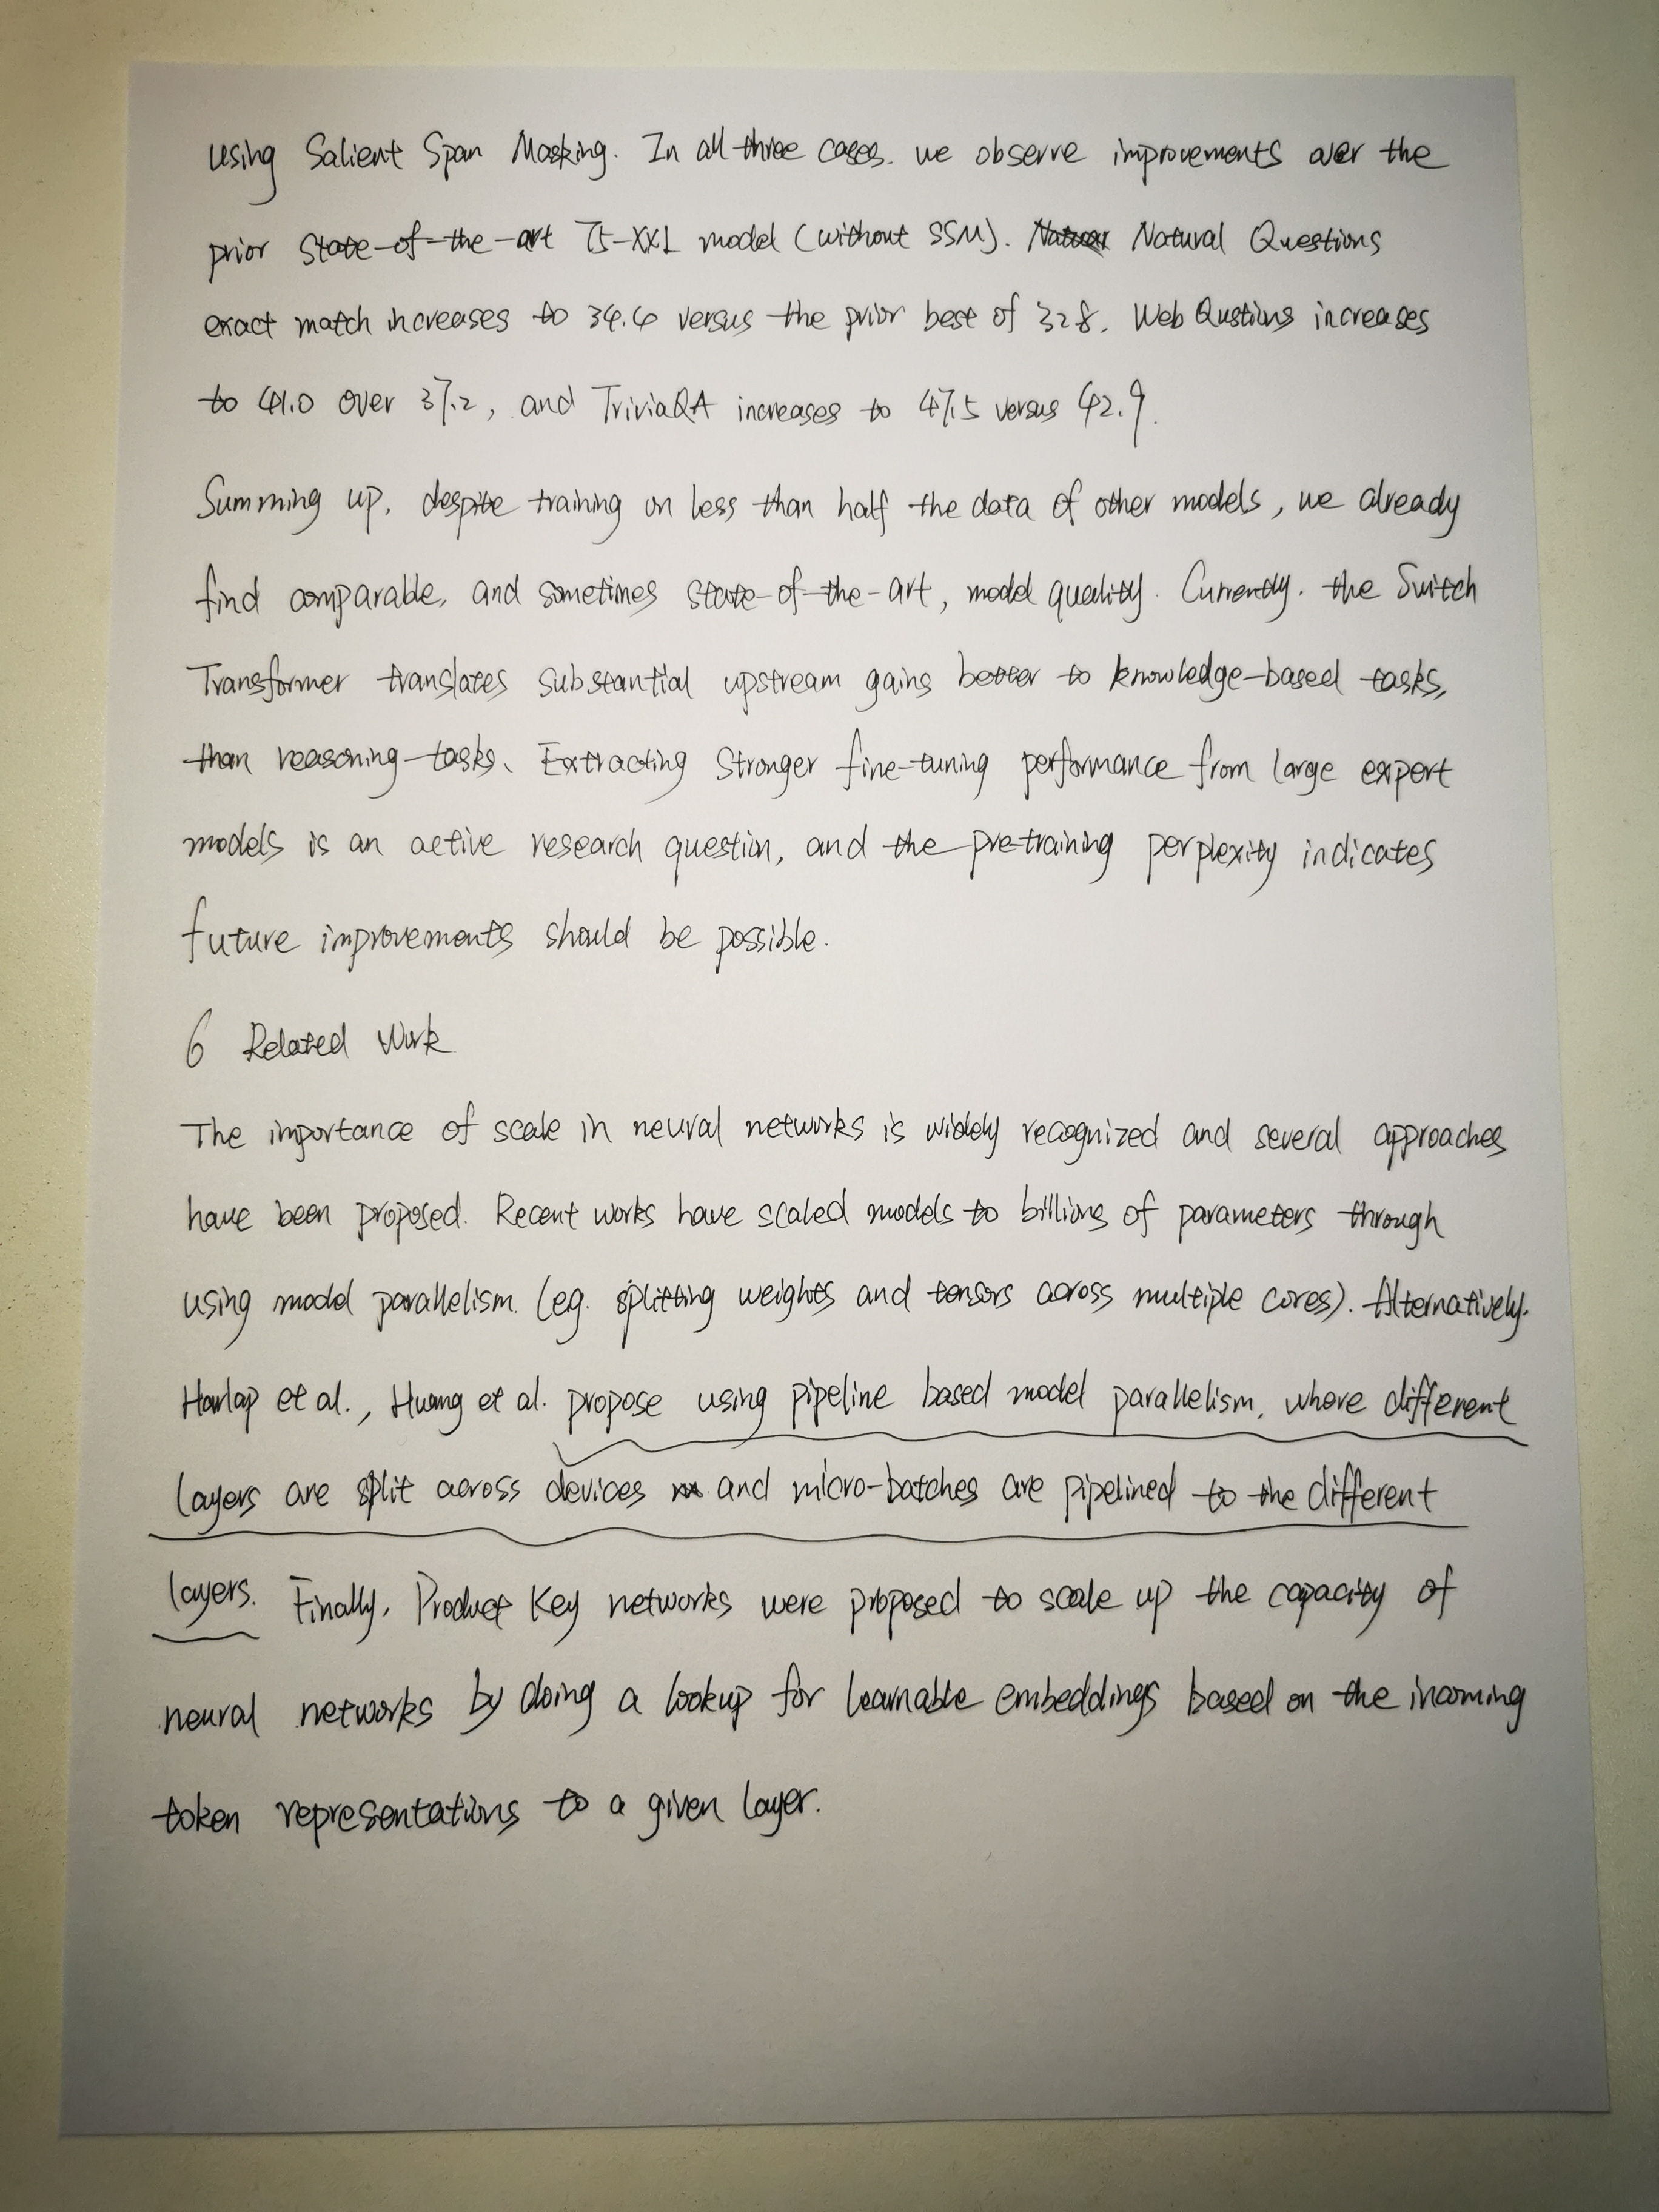 using Salient Span Masking. In all three cases. we observe improvements over the
prior State-of-the-art T5-XXL model (without SSM). Natural Questions
exact match increases to 34.4 versus the prior best of 32.8. Web Qustions increases
to 41.0 over 37.2, and TriviaQA increases to 47.5 versus 42.9.
Summing up, despite training on less than half the data of other models, we already
find comparable, and sometimes state-of-the-art, model quality. Currently. the Switch
Transformer translates substantial upstream gains better to knowledge-based tasks,
than reasoning-tasks. Extracting Stronger fine-tuning performance from large expert
models is an active research question, and the pre-training perplexity indicates
future improvements should be possible.
6 Related Work
The importance of scale in neural networks is widely recognized and several approaches
have been proposed. Recent works have scaled models to billions of parameters through
using model parallelism. (eg. splitting weights and tensors across multiple cores). Alternatively.
Harlap et al., Huang et al. propose using pipeline based model parallelism, where different
layers are split across devices and micro-batches are pipelined to the different
layers. Finally, Product Key networks were proposed to scale up the capacity of
neural networks by doing a lookup for learnable embeddings based on the incoming
token representations to a given layer.